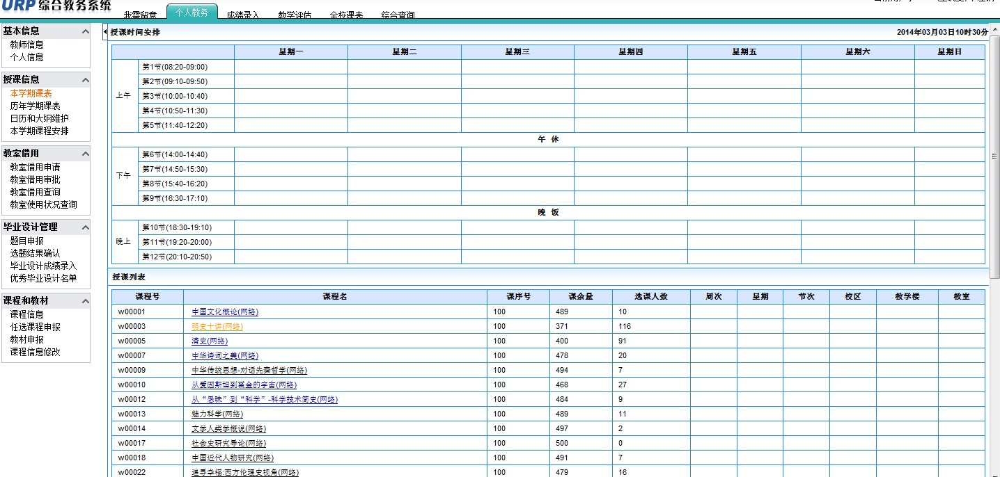 URP 综合教务系统
我要留意 个人教务 成绩录入 教学评估 全校课表 综合查询
基本信息
教师信息
个人信息
授课信息
本学期课表
历年学期课表
日历和大纲维护
本学期课程安排
教室借用
教室借用申请
教室借用审批
教室借用查询
教室使用状况查询
毕业设计管理
题目申报
选题结果确认
毕业设计成绩录入
优秀毕业设计名单
课程和教材
课程信息
任选课程申报
教材申报
课程信息修改
授课时间安排 2014年03月03日10时30分
星期一 星期二 星期三 星期四 星期五 星期六 星期日
上午
第1节(08:20-09:00)
第2节(09:10-09:50)
第3节(10:00-10:40)
第4节(10:50-11:30)
第5节(11:40-12:20)
午 休
下午
第6节(14:00-14:40)
第7节(14:50-15:30)
第8节(15:40-16:20)
第9节(16:30-17:10)
晚 饭
晚上
第10节(18:30-19:10)
第11节(19:20-20:00)
第12节(20:10-20:50)
授课列表
课程号 课程名 课序号 课余量 选课人数 周次 星期 节次 校区 教学楼 教室
w00001 中国文化概论(网络) 100 489 10
w00003 明史十讲(网络) 100 371 116
w00005 清史(网络) 100 400 91
w00007 中华诗词之美(网络) 100 478 20
w00009 中华传统思想-对话先秦哲学(网络) 100 494 7
w00010 从爱因斯坦到霍金的宇宙(网络) 100 468 27
w00012 从“愚昧”到“科学”-科学技术简史(网络) 100 484 9
w00013 魅力科学(网络) 100 489 11
w00014 文学人类学概说(网络) 100 497 2
w00017 社会史研究导论(网络) 100 500 0
w00018 中国近代人物研究(网络) 100 491 7
w00022 追寻幸福:西方伦理史视角(网络) 100 479 16